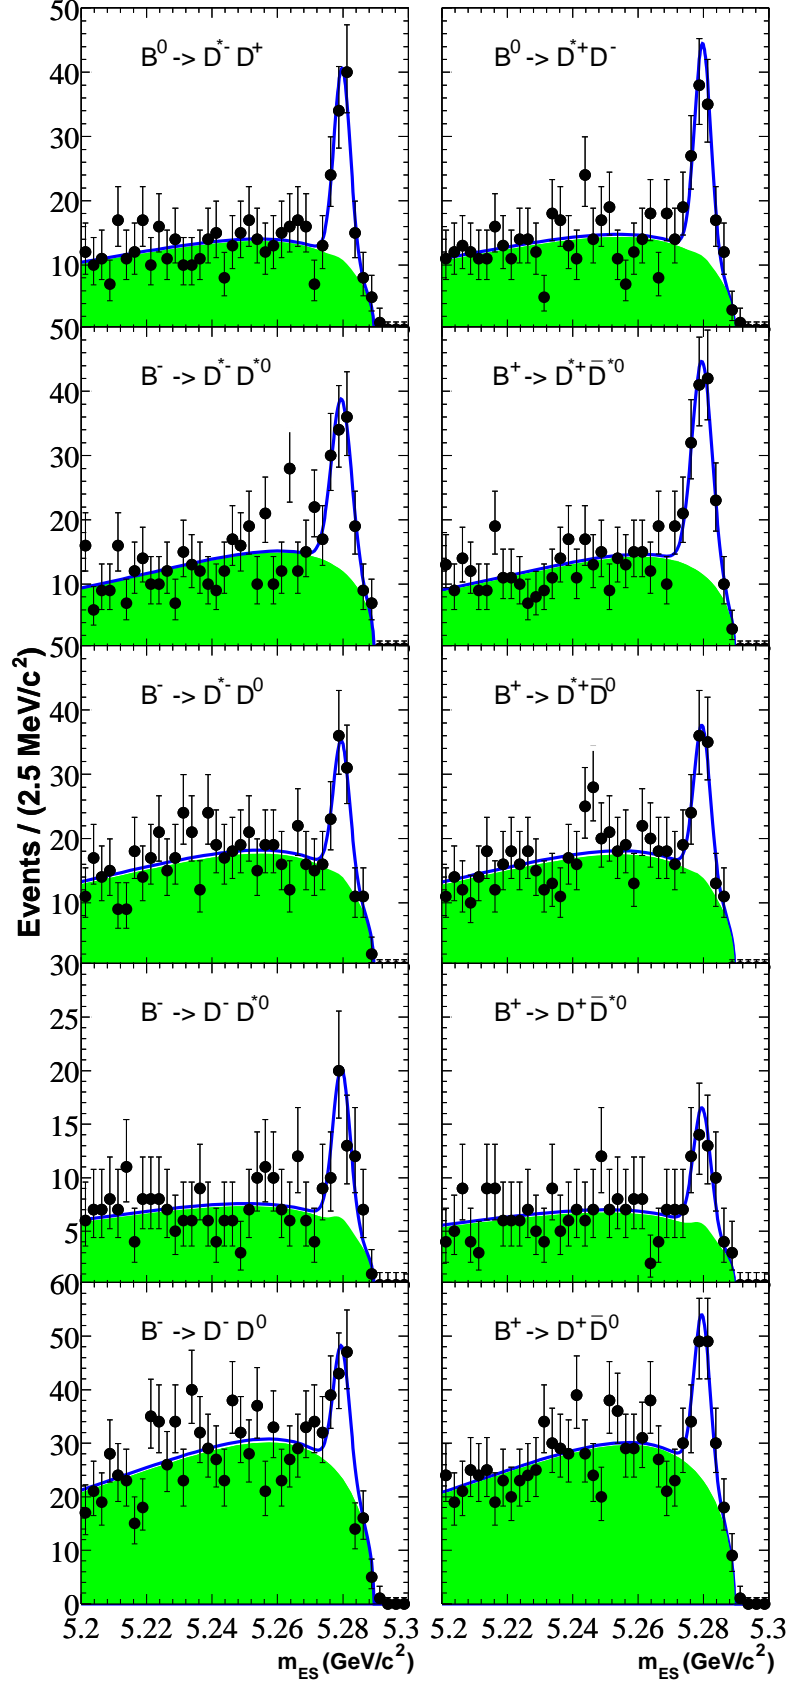 50
40
30
20
10
B⁰ -> D*⁻ D⁺
B⁰ -> D*⁺ D⁻
50
40
30
20
10
B⁻ -> D*⁻ D*⁰
B⁺ -> D*⁺ D̄*⁰
50
40
30
20
10
B⁻ -> D*⁻ D⁰
B⁺ -> D*⁺ D̄⁰
Events / (2.5 MeV/c²)
30
25
20
15
10
5
B⁻ -> D⁻ D*⁰
B⁺ -> D⁺ D̄*⁰
60
50
40
30
20
10
0
B⁻ -> D⁻ D⁰
B⁺ -> D⁺ D̄⁰
5.2 5.22 5.24 5.26 5.28 5.2 5.22 5.24 5.26 5.28 5.3
m_ES (GeV/c²) m_ES (GeV/c²)